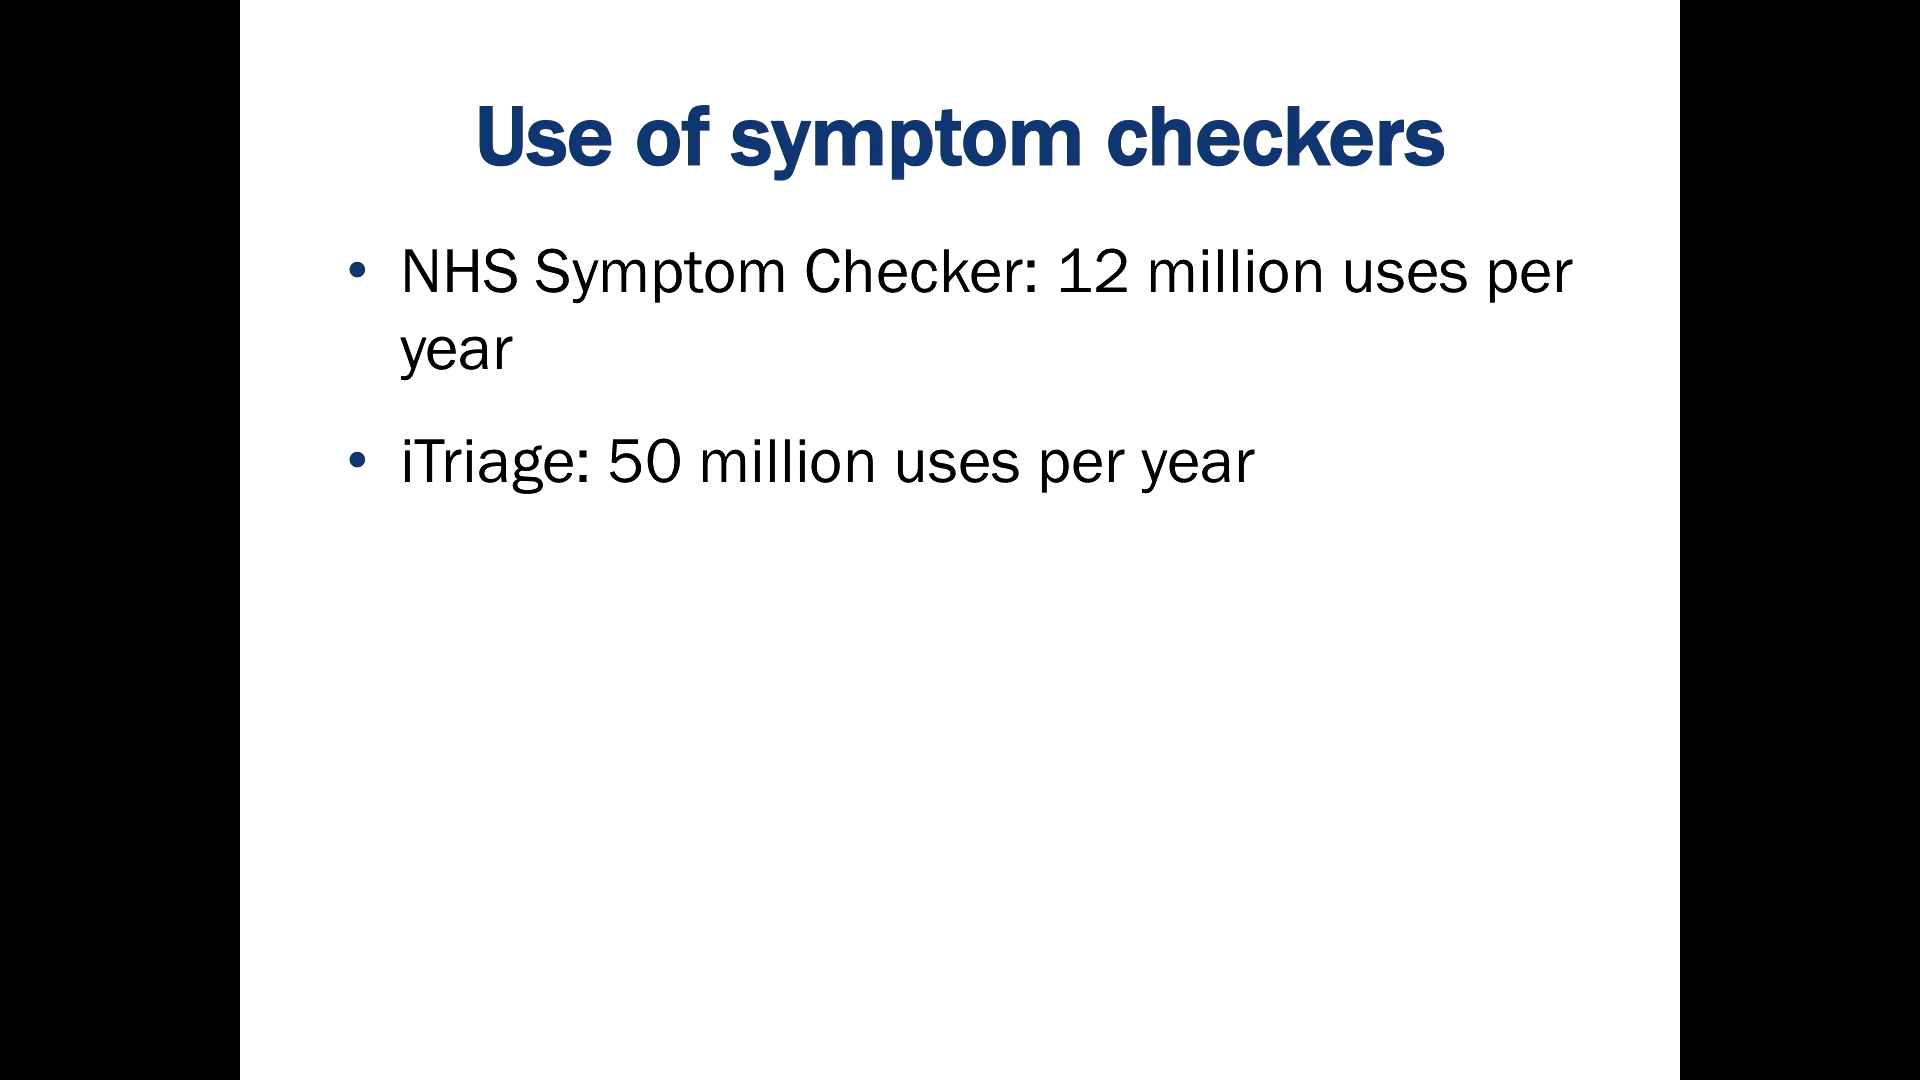 Use of symptom checkers
• NHS Symptom Checker: 12 million uses per
year
• iTriage: 50 million uses per year